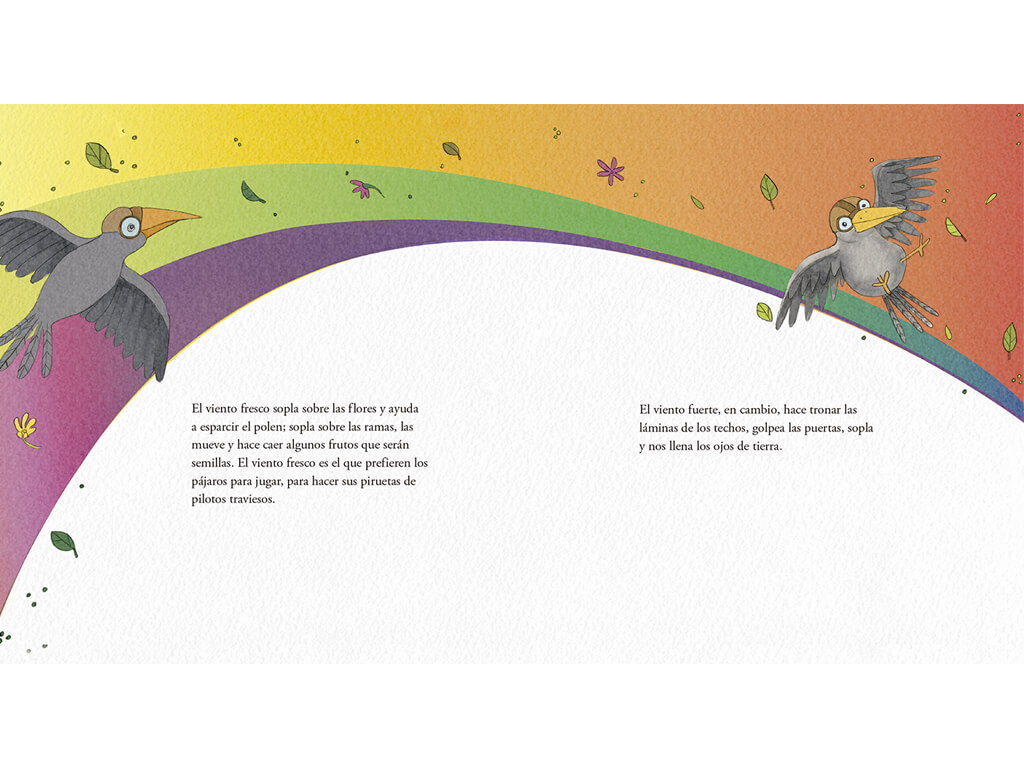 El viento fresco sopla sobre las flores y ayuda
a esparcir el polen; sopla sobre las ramas, las
mueve y hace caer algunos frutos que serán
semillas. El viento fresco es el que prefieren los
pájaros para jugar, para hacer sus piruetas de
pilotos traviesos.
El viento fuerte, en cambio, hace tronar las
láminas de los techos, golpea las puertas, sopla
y nos llena los ojos de tierra.